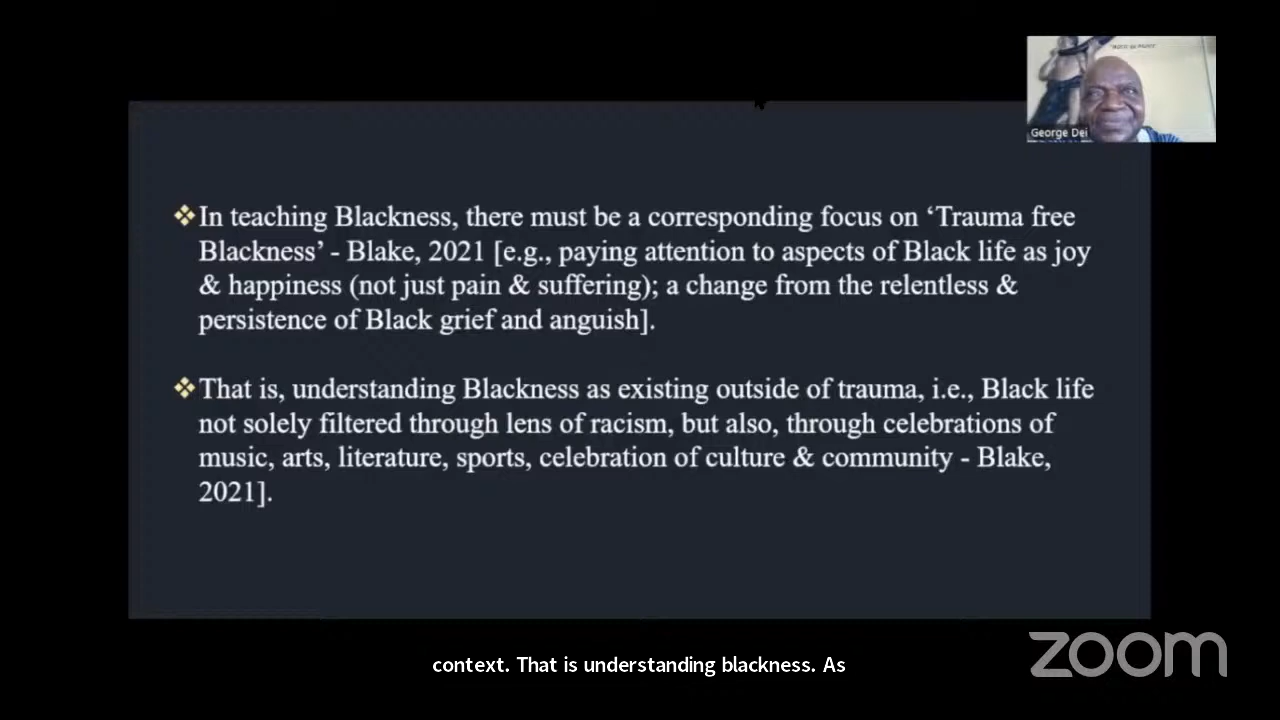 George Dei
❖In teaching Blackness, there must be a corresponding focus on ‘Trauma free
Blackness’ - Blake, 2021 [e.g., paying attention to aspects of Black life as joy
& happiness (not just pain & suffering); a change from the relentless &
persistence of Black grief and anguish].
❖That is, understanding Blackness as existing outside of trauma, i.e., Black life
not solely filtered through lens of racism, but also, through celebrations of
music, arts, literature, sports, celebration of culture & community - Blake,
2021].
context. That is understanding blackness. As
zoom